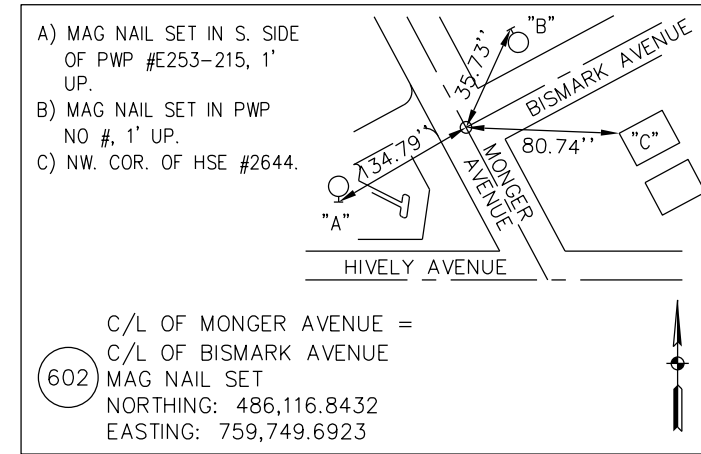 A) MAG NAIL SET IN S. SIDE
OF PWP #E253-215, 1'
UP.
B) MAG NAIL SET IN PWP
NO #, 1' UP.
C) NW. COR. OF HSE #2644.
"B"
35.73''
BISMARK AVENUE
134.79''
80.74''
"C"
MONGER
AVENUE
"A"
HIVELY AVENUE
C/L OF MONGER AVENUE =
C/L OF BISMARK AVENUE
602
MAG NAIL SET
NORTHING: 486,116.8432
EASTING: 759,749.6923